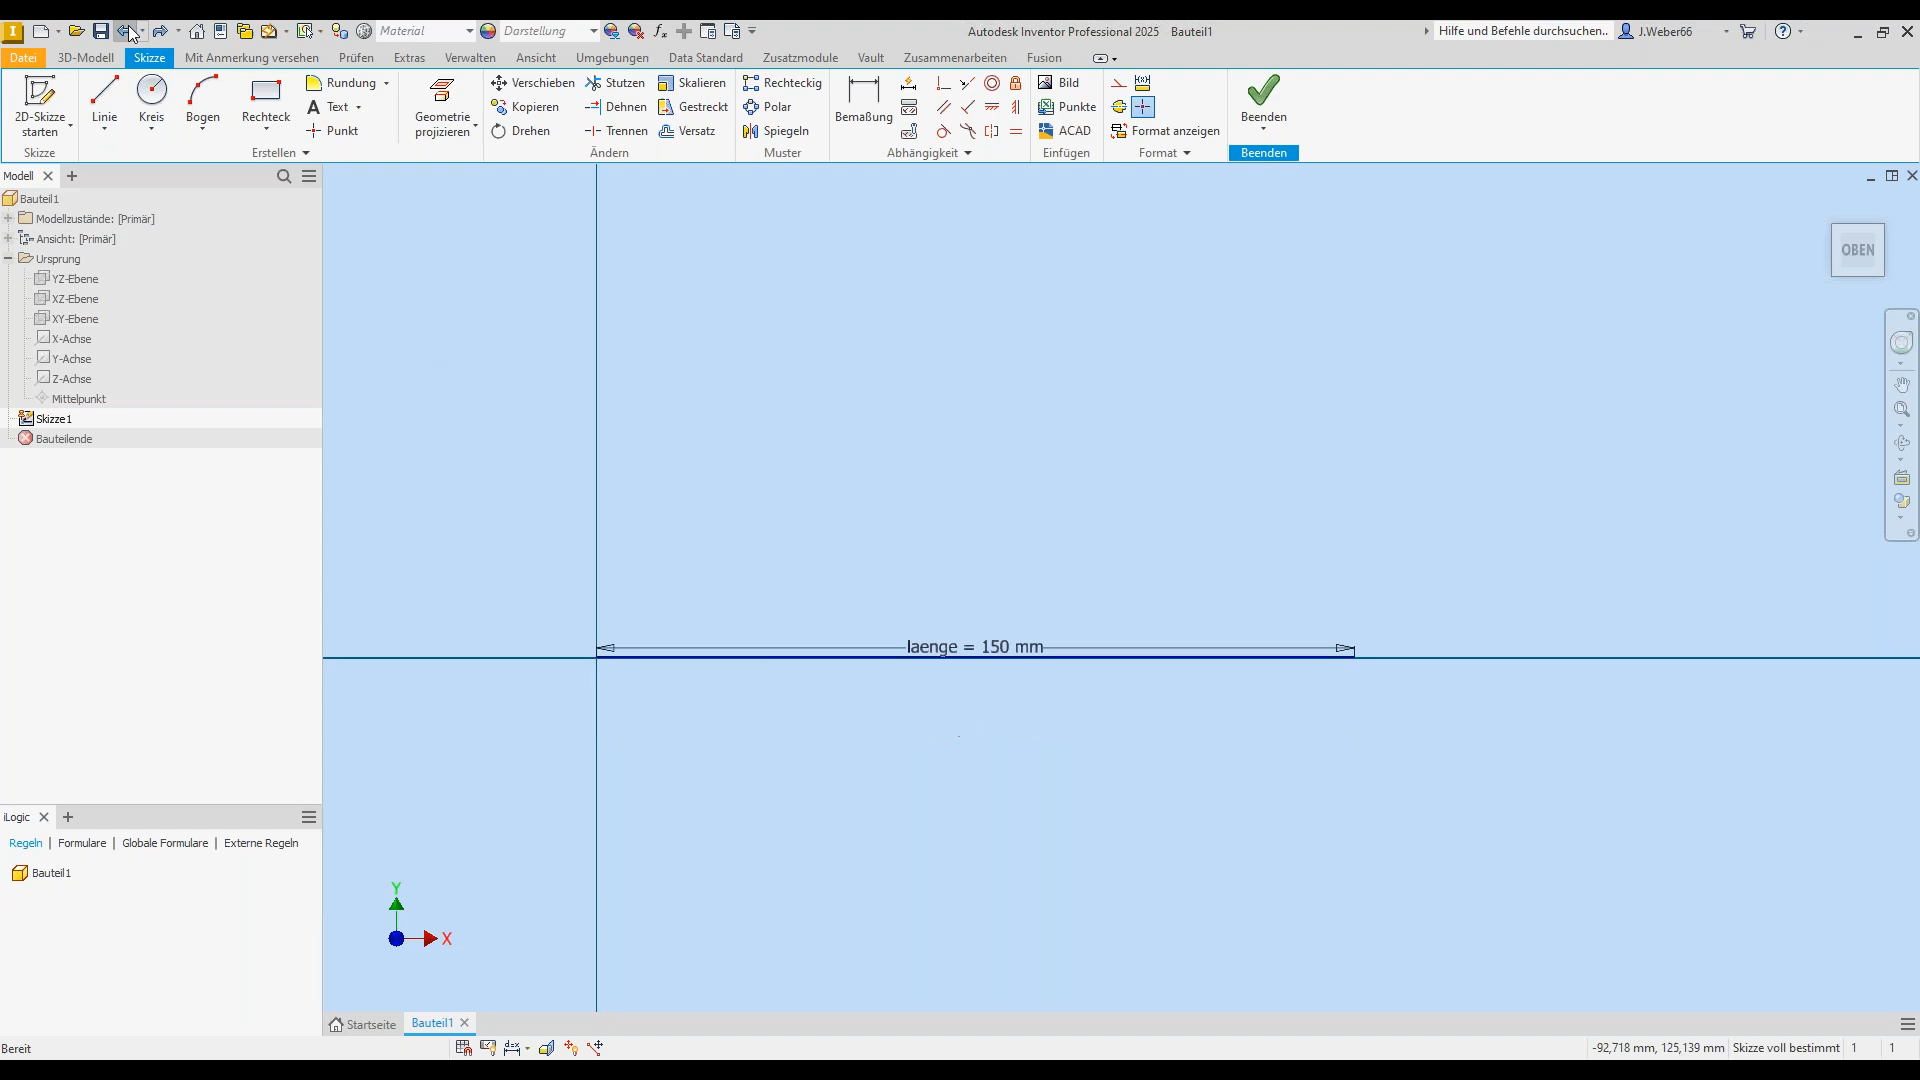 Material
Darstellung
Autodesk Inventor Professional 2025 Bauteil1
Hilfe und Befehle durchsuchen..
J.Weber66
Datei
3D-Modell
Skizze
Mit Anmerkung versehen
Prüfen
Extras
Verwalten
Ansicht
Umgebungen
Data Standard
Zusatzmodule
Vault
Zusammenarbeiten
Fusion
2D-Skizze
starten
Linie
Kreis
Bogen
Rechteck
Rundung
Text
Punkt
Geometrie
projizieren
Verschieben
Kopieren
Drehen
Stutzen
Dehnen
Trennen
Skalieren
Gestreckt
Versatz
Rechteckig
Polar
Spiegeln
Bemaßung
Bild
Punkte
ACAD
Format anzeigen
Beenden
Skizze
Erstellen
Ändern
Muster
Abhängigkeit
Einfügen
Format
Beenden
Modell
Bauteil1
Modellzustände: [Primär]
Ansicht: [Primär]
Ursprung
YZ-Ebene
XZ-Ebene
XY-Ebene
X-Achse
Y-Achse
Z-Achse
Mittelpunkt
Skizze1
Bauteilende
OBEN
laenge = 150 mm
iLogic
Regeln | Formulare | Globale Formulare | Externe Regeln
Bauteil1
Y
X
Startseite
Bauteil1
Bereit
-92,718 mm, 125,139 mm
Skizze voll bestimmt
1
1